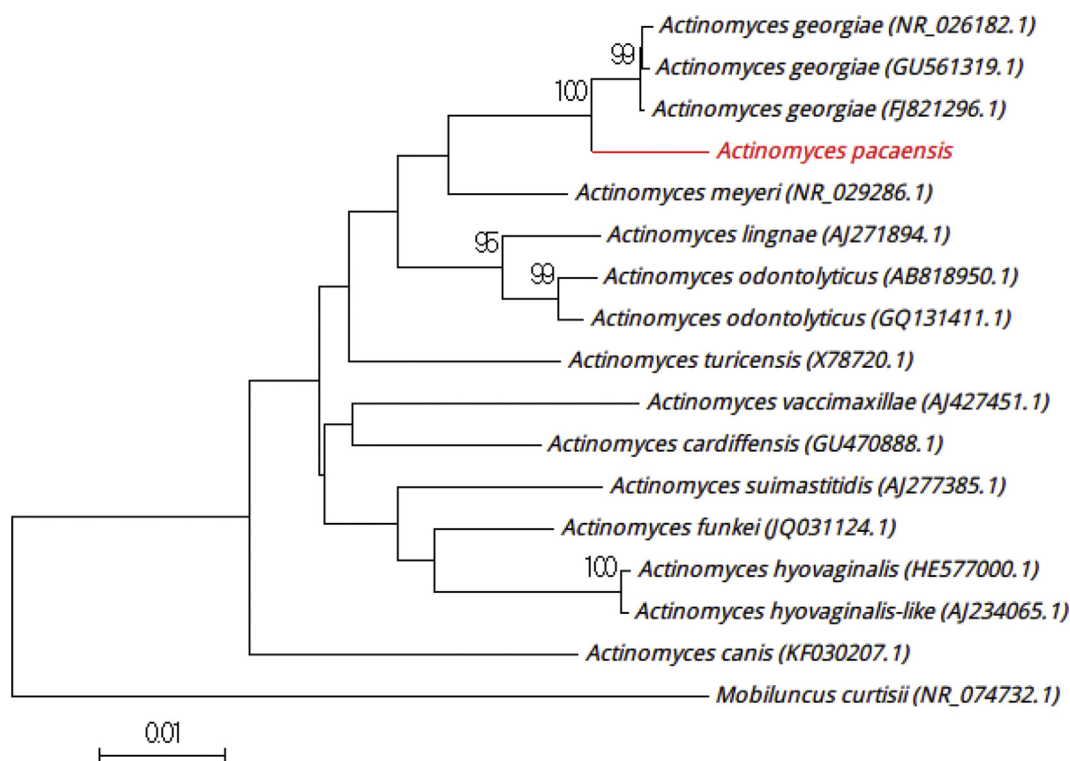 Actinomyces georgiae (NR_026182.1)
99
Actinomyces georgiae (GU561319.1)
100
Actinomyces georgiae (FJ821296.1)
Actinomyces pacaensis
Actinomyces meyeri (NR_029286.1)
95
Actinomyces lingnae (AJ271894.1)
99
Actinomyces odontolyticus (AB818950.1)
Actinomyces odontolyticus (GQ131411.1)
Actinomyces turicensis (X78720.1)
Actinomyces vaccimaxillae (AJ427451.1)
Actinomyces cardiffensis (GU470888.1)
Actinomyces suimastitidis (AJ277385.1)
Actinomyces funkei (JQ031124.1)
100
Actinomyces hyovaginalis (HE577000.1)
Actinomyces hyovaginalis-like (AJ234065.1)
Actinomyces canis (KF030207.1)
Mobiluncus curtisii (NR_074732.1)
0.01